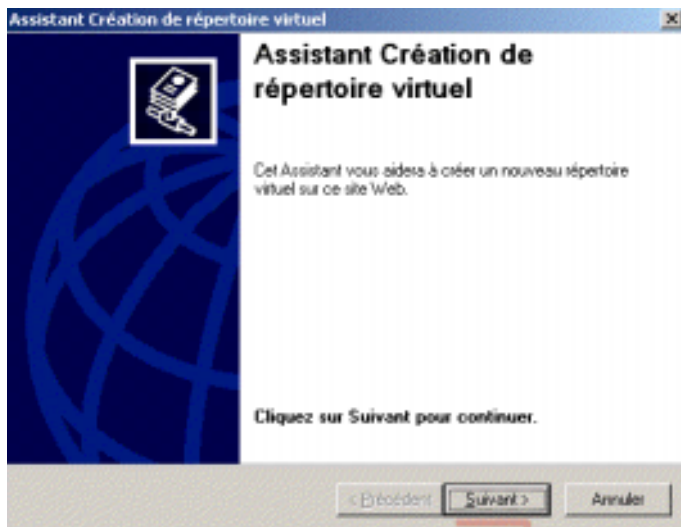 Assistant Création de répertoire virtuel
Assistant Création de
répertoire virtuel
Cet Assistant vous aidera à créer un nouveau répertoire
virtuel sur ce site Web.
Cliquez sur Suivant pour continuer.
< Précédent Suivant > Annuler